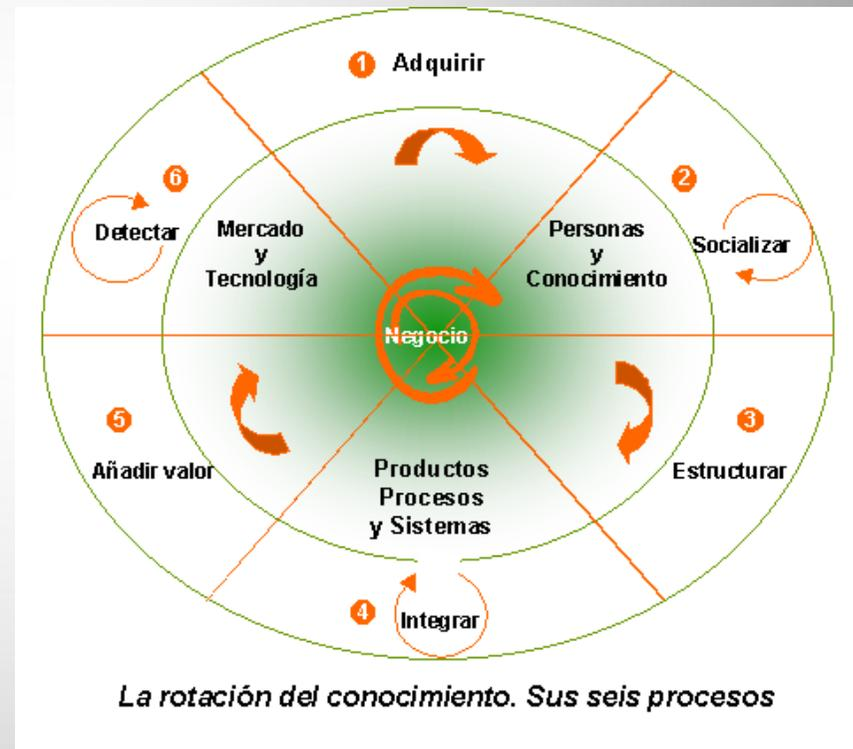 1 Adquirir
6
2
Detectar
Mercado
y
Tecnología
Personas
y
Conocimiento
Socializar
Negocio
5
3
Añadir valor
Productos
Procesos
y Sistemas
Estructurar
4
Integrar
La rotación del conocimiento. Sus seis procesos